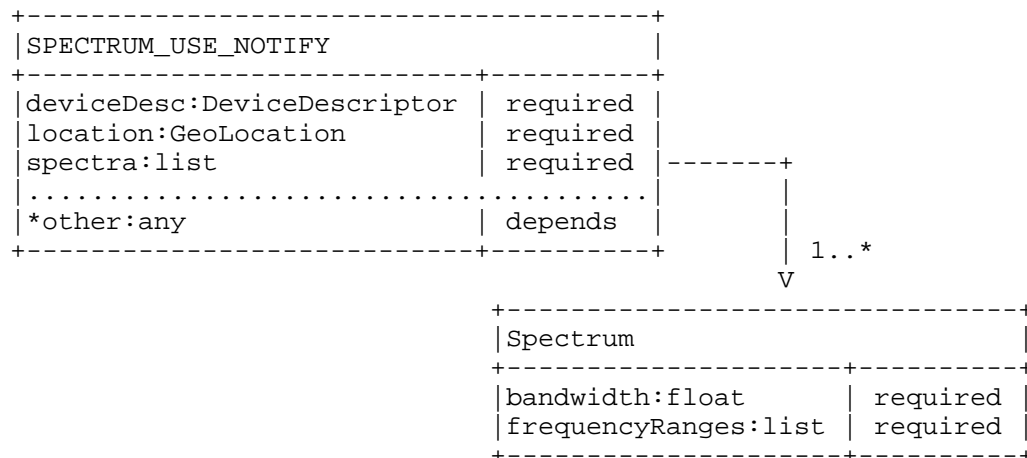 +---------------------------------------+
|SPECTRUM_USE_NOTIFY                    |
+----------------------------+----------+
|deviceDesc:DeviceDescriptor | required |
|location:GeoLocation        | required |
|spectra:list                | required |-------+
|.......................................|       |
|*other:any                  | depends  |       |
+----------------------------+----------+       | 1..*
                                                V
                              +--------------------------------+
                              |Spectrum                        |
                              +---------------------+----------+
                              |bandwidth:float      | required |
                              |frequencyRanges:list | required |
                              +---------------------+----------+